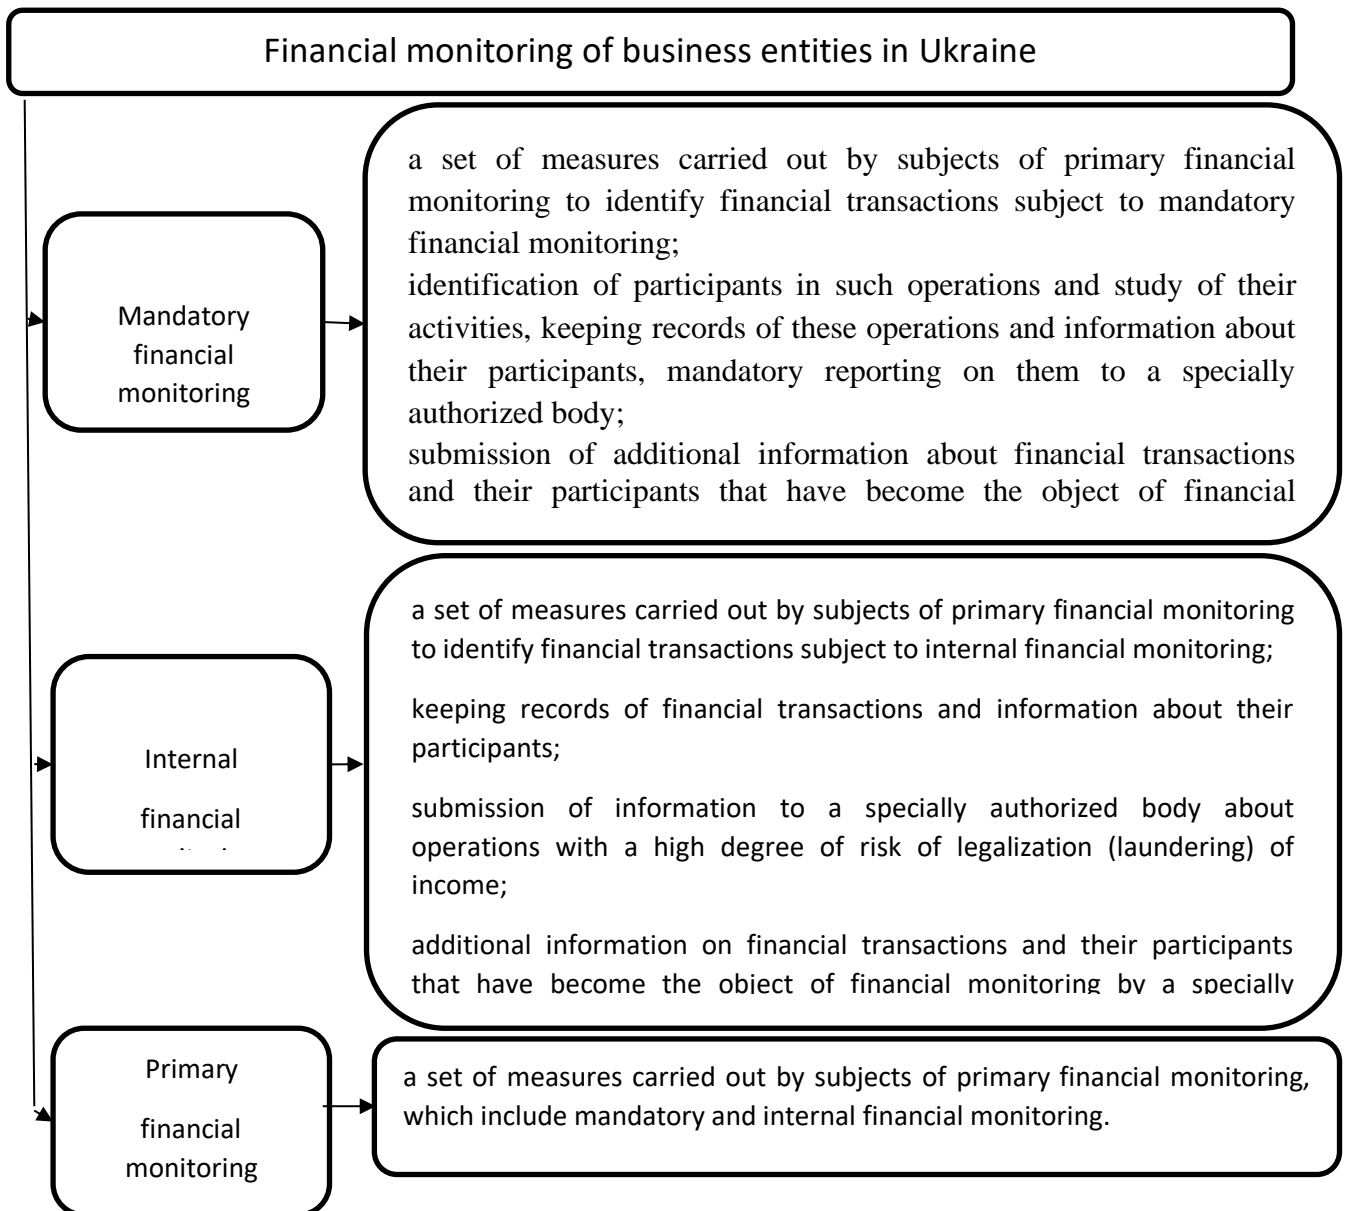 Financial monitoring of business entities in Ukraine
Mandatory
financial
monitoring
a set of measures carried out by subjects of primary financial
monitoring to identify financial transactions subject to mandatory
financial monitoring;
identification of participants in such operations and study of their
activities, keeping records of these operations and information about
their participants, mandatory reporting on them to a specially
authorized body;
submission of additional information about financial transactions
and their participants that have become the object of financial
Internal
financial
a set of measures carried out by subjects of primary financial monitoring
to identify financial transactions subject to internal financial monitoring;
keeping records of financial transactions and information about their
participants;
submission of information to a specially authorized body about
operations with a high degree of risk of legalization (laundering) of
income;
additional information on financial transactions and their participants
that have become the object of financial monitoring by a specially
Primary
financial
monitoring
a set of measures carried out by subjects of primary financial monitoring,
which include mandatory and internal financial monitoring.